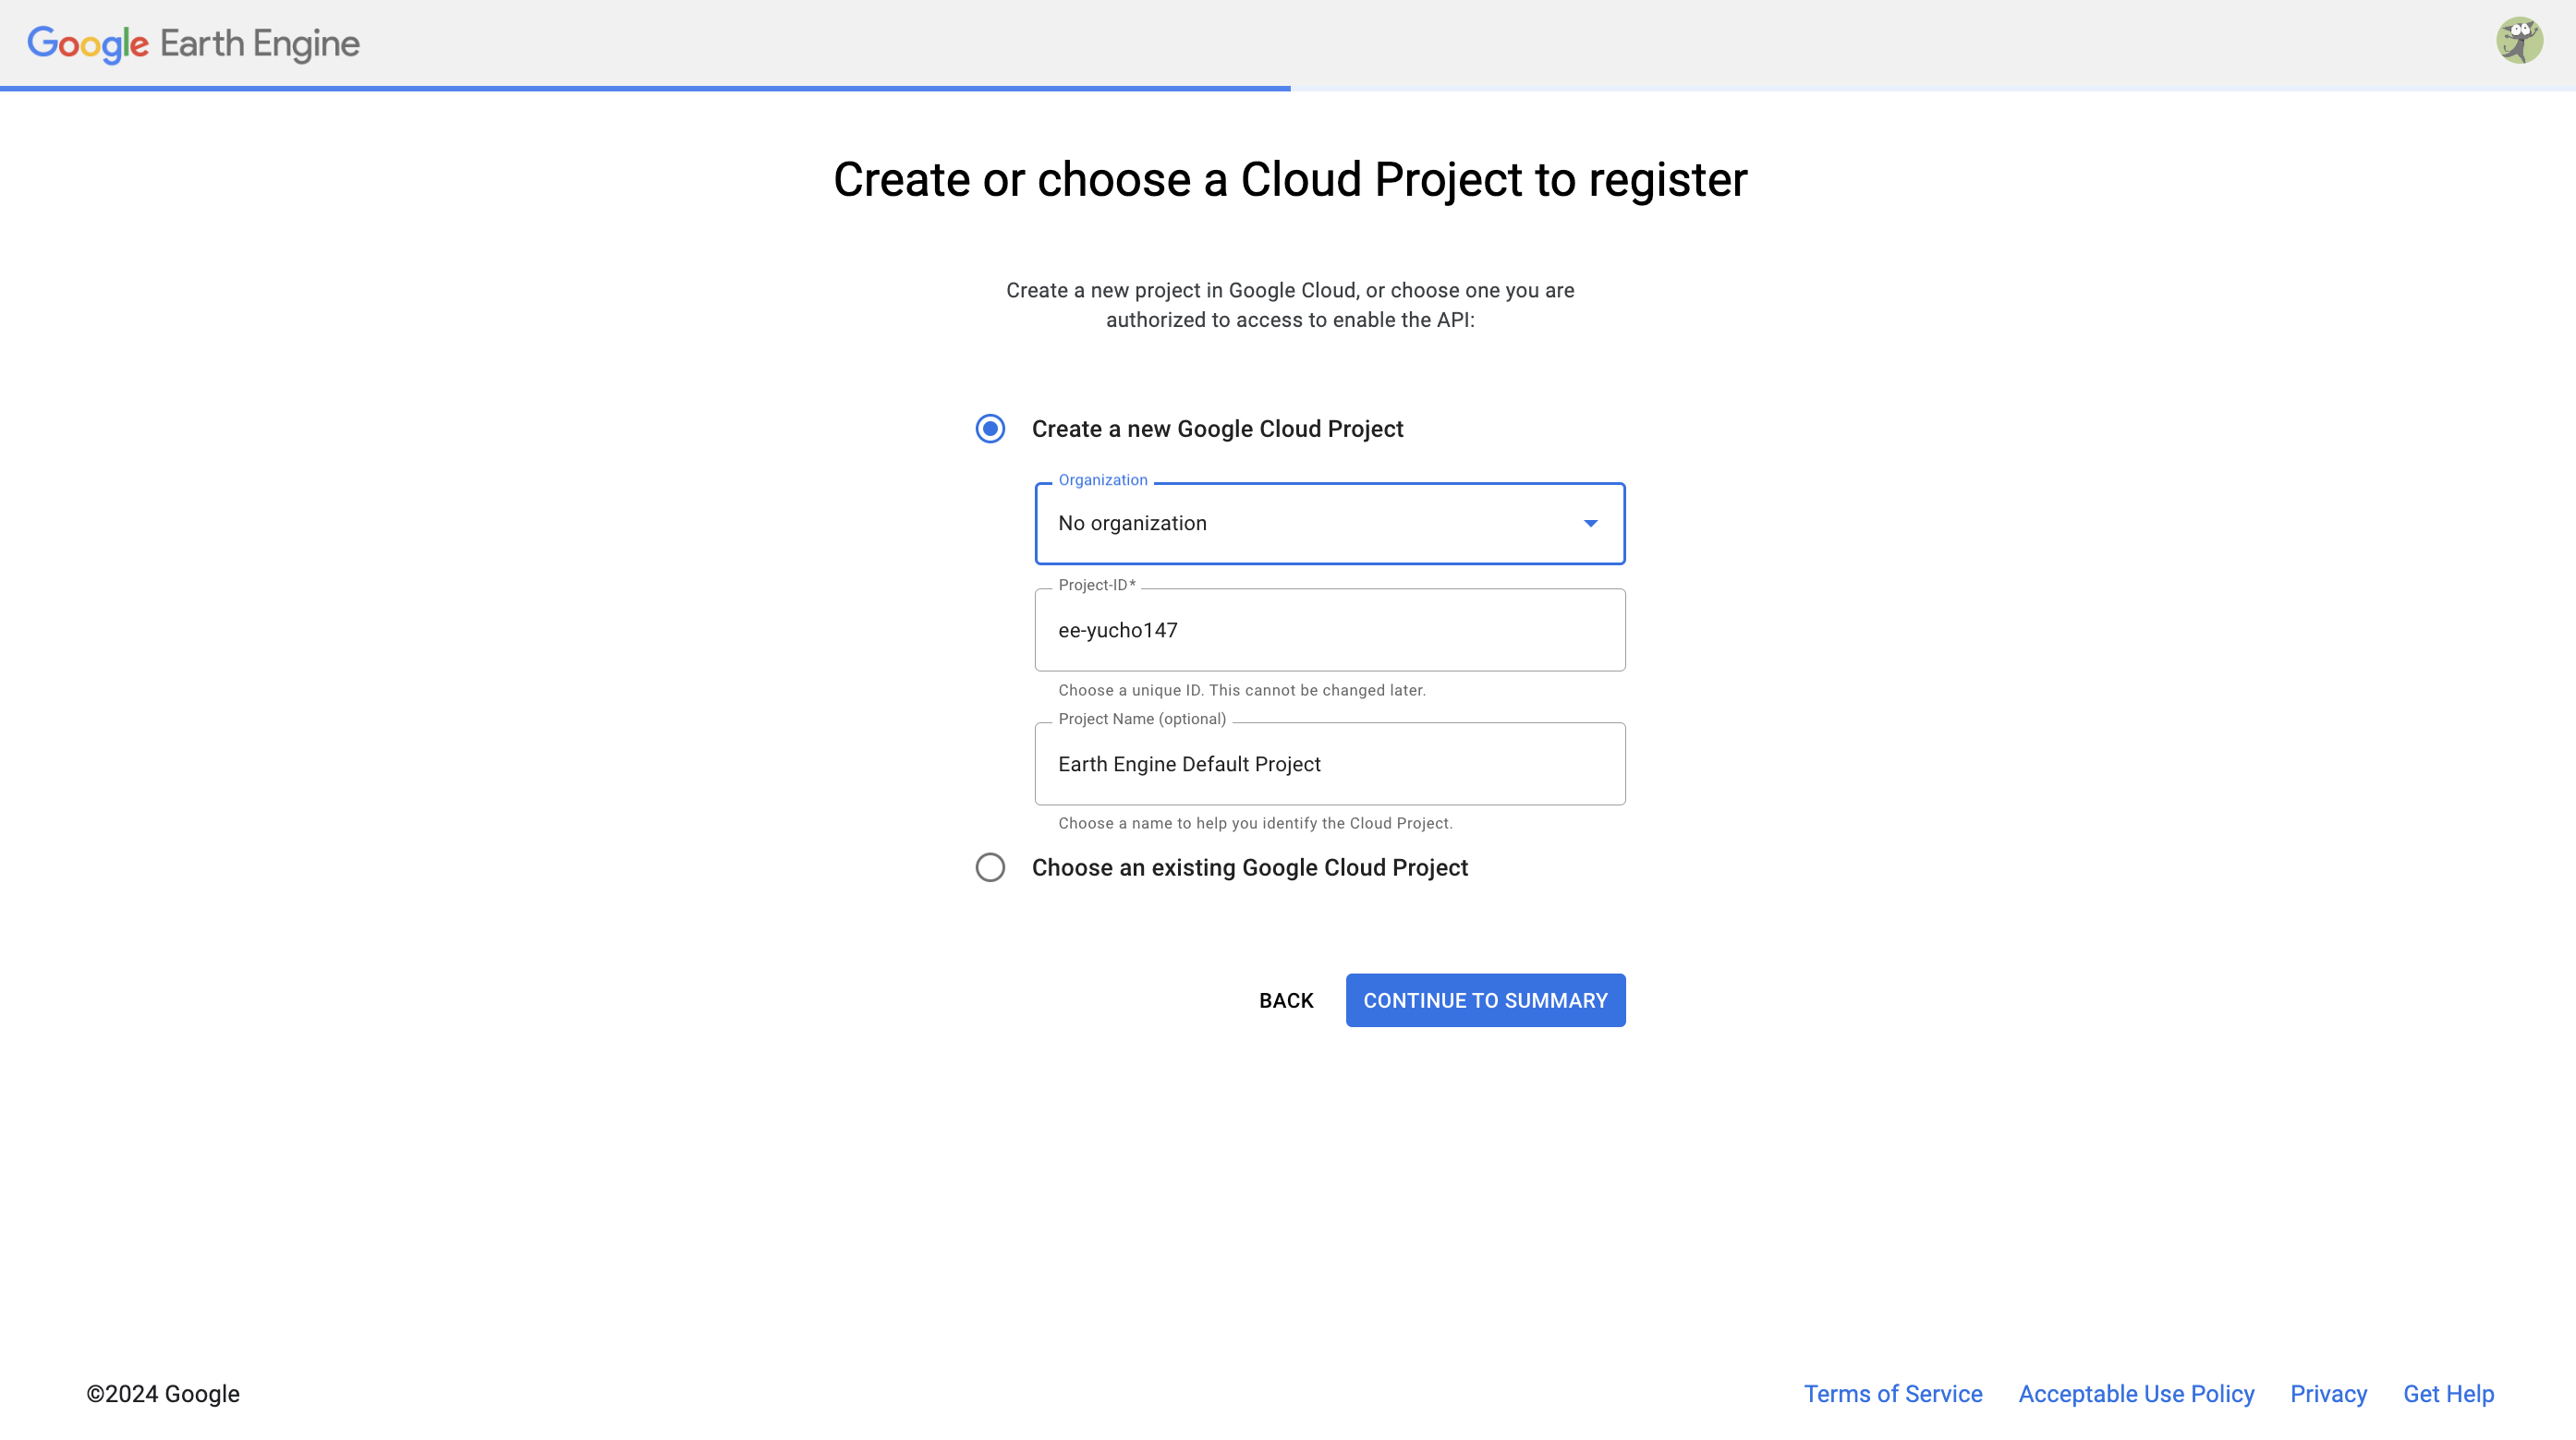 Google Earth Engine
Create or choose a Cloud Project to register
Create a new project in Google Cloud, or choose one you are
authorized to access to enable the API:
Create a new Google Cloud Project
Organization
No organization
Project-ID*
ee-yucho147
Choose a unique ID. This cannot be changed later.
Project Name (optional)
Earth Engine Default Project
Choose a name to help you identify the Cloud Project.
Choose an existing Google Cloud Project
BACK CONTINUE TO SUMMARY
©2024 Google Terms of Service Acceptable Use Policy Privacy Get Help